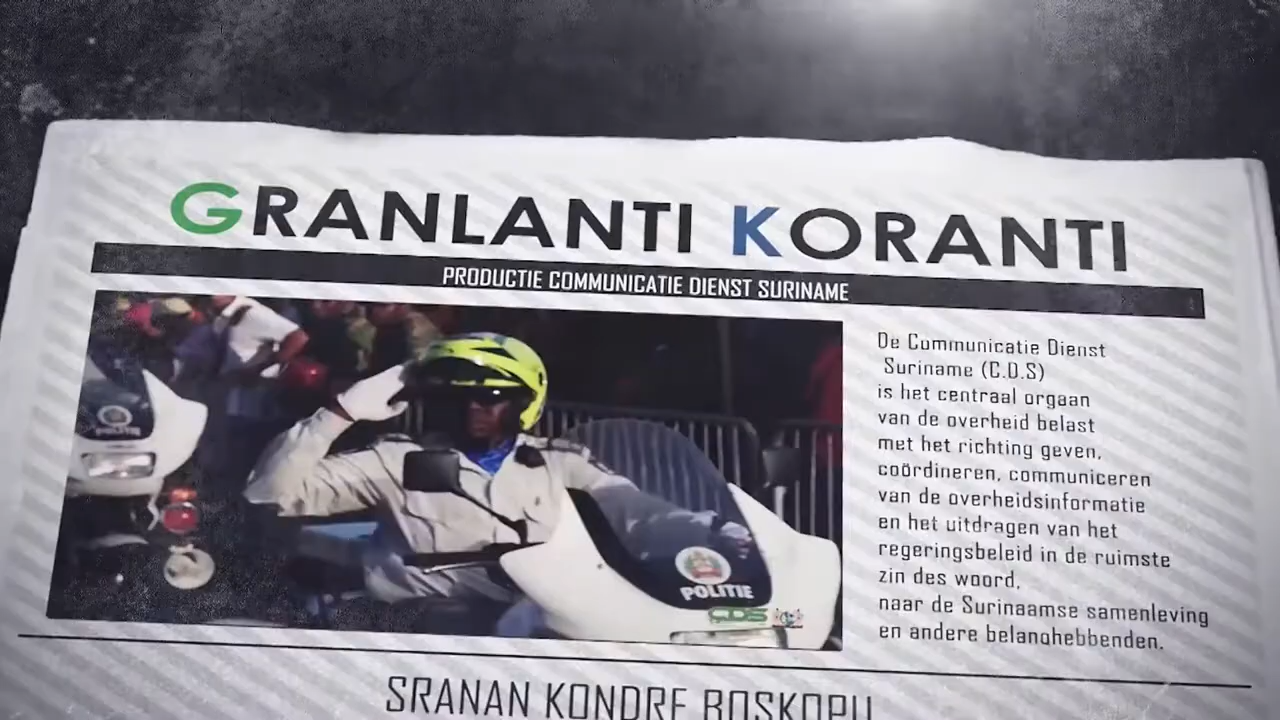 GRANLANTI KORANTI
PRODUCTIE COMMUNICATIE DIENST SURINAME
De Communicatie Dienst
Suriname (C.D.S)
is het centraal orgaan
van de overheid belast
met het richting geven,
coördineren, communiceren
van de overheidsinformatie
en het uitdragen van het
regeringsbeleid in de ruimste
zin des woord,
naar de Surinaamse samenleving
en andere belanghebbenden.
POLITIE
POLITIE
CDS
SRANAN KONDRE BOSKOPU